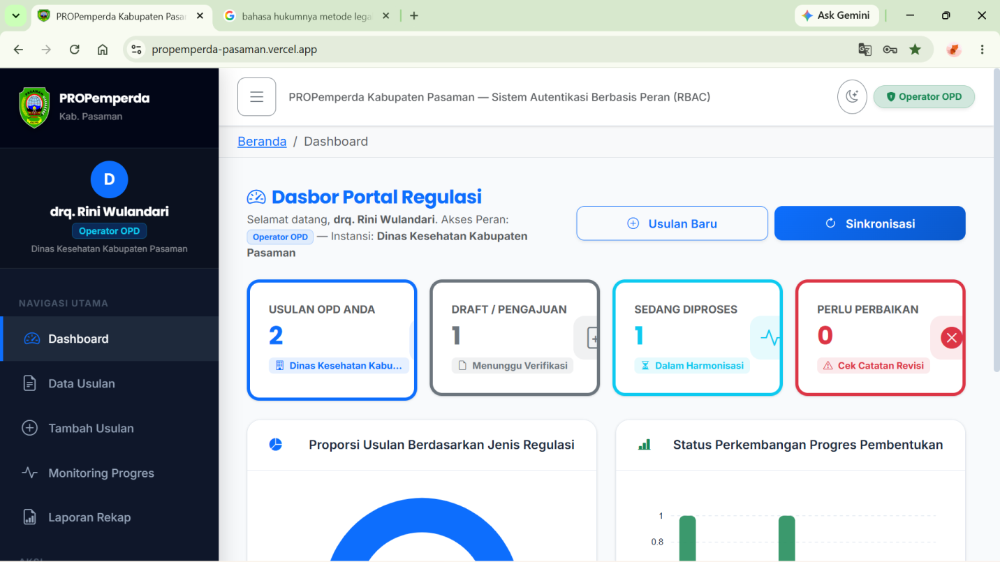 PROPemperda Kabupaten Pasa
bahasa hukumnya metode lega
Ask Gemini
propemperda-pasaman.vercel.app
PROPemperda
Kab. Pasaman
PROPemperda Kabupaten Pasaman — Sistem Autentikasi Berbasis Peran (RBAC)
Operator OPD
Beranda / Dashboard
D
drq. Rini Wulandari
Operator OPD
Dinas Kesehatan Kabupaten Pasaman
NAVIGASI UTAMA
Dashboard
Data Usulan
Tambah Usulan
Monitoring Progres
Laporan Rekap
Dasbor Portal Regulasi
Selamat datang, drq. Rini Wulandari. Akses Peran:
Operator OPD — Instansi: Dinas Kesehatan Kabupaten
Pasaman
Usulan Baru
Sinkronisasi
USULAN OPD ANDA
2
Dinas Kesehatan Kabu...
DRAFT / PENGAJUAN
1
Menunggu Verifikasi
SEDANG DIPROSES
1
Dalam Harmonisasi
PERLU PERBAIKAN
0
Cek Catatan Revisi
Proporsi Usulan Berdasarkan Jenis Regulasi
Status Perkembangan Progres Pembentukan
1
0.8